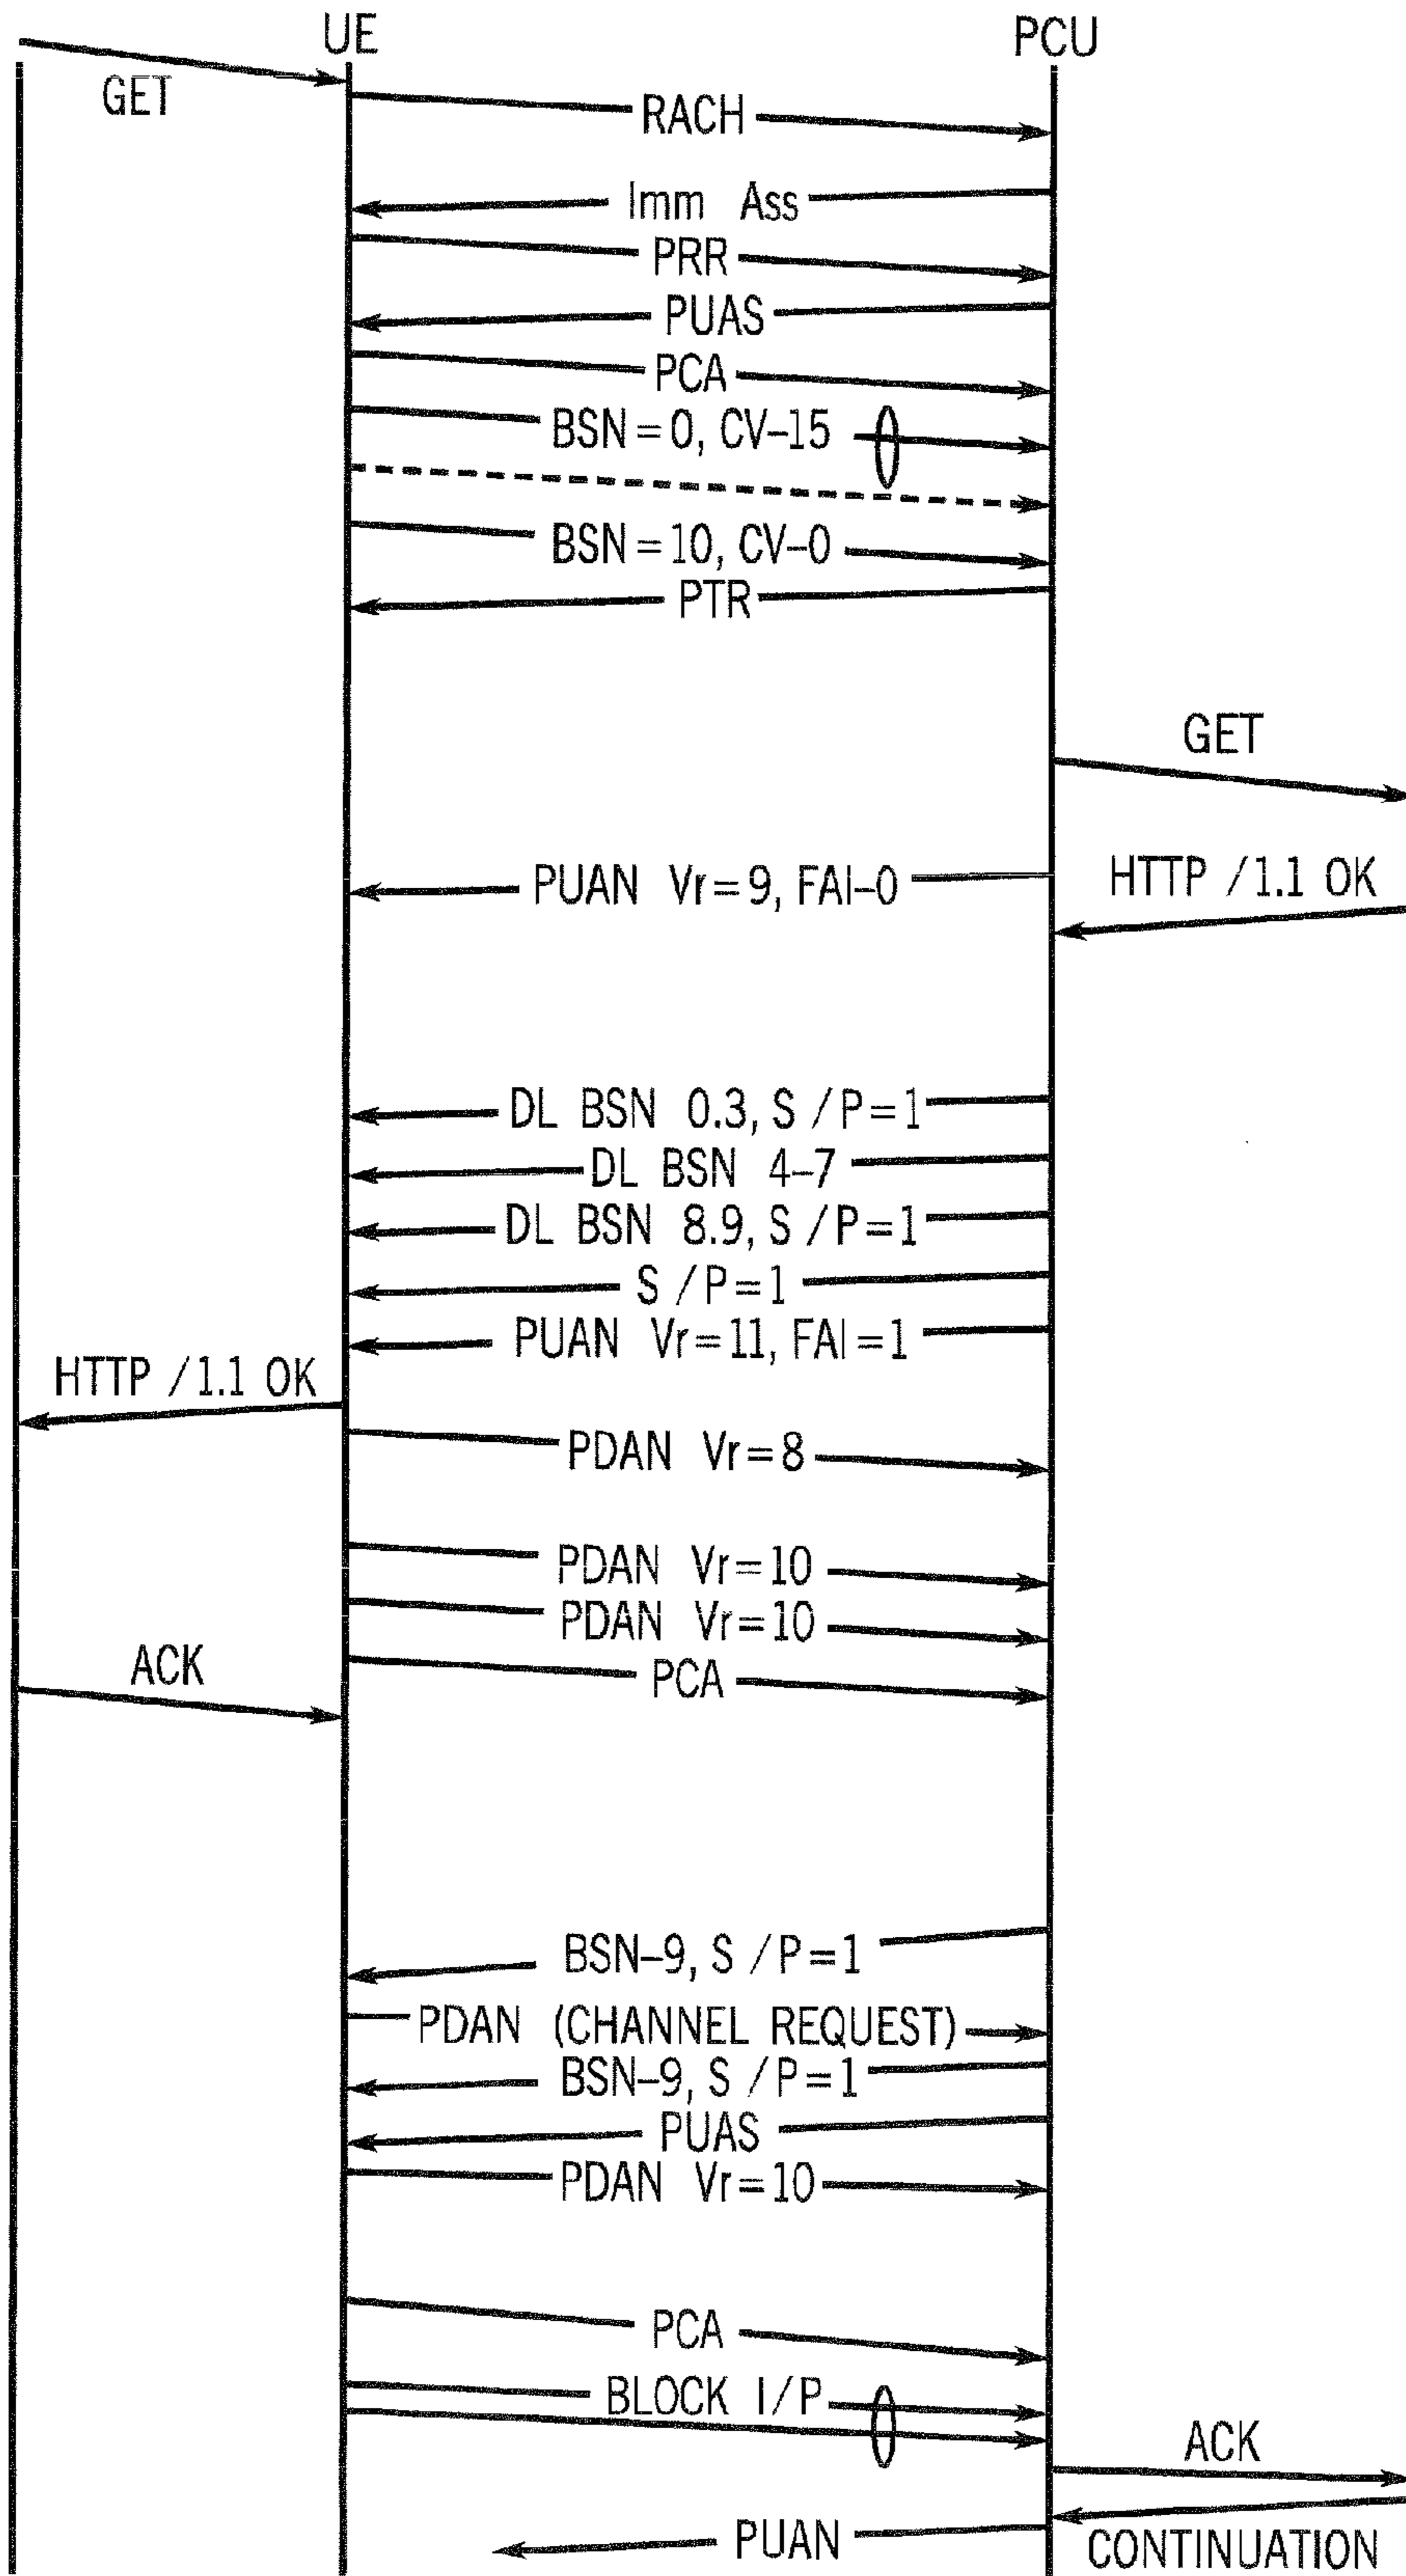 UE
PCU
GET
RACH
Imm Ass
PRR
PUAS
PCA
BSN=0, CV-15
BSN=10, CV-0
PTR
GET
PUAN Vr=9, FAI-0
HTTP /1.1 OK
DL BSN 0.3, S/P=1
DL BSN 4-7
DL BSN 8.9, S/P=1
S/P=1
PUAN Vr=11, FAI=1
HTTP /1.1 OK
PDAN Vr=8
PDAN Vr=10
PDAN Vr=10
ACK
PCA
BSN-9, S/P=1
PDAN (CHANNEL REQUEST)
BSN-9, S/P=1
PUAS
PDAN Vr=10
PCA
BLOCK I/P
ACK
PUAN
CONTINUATION